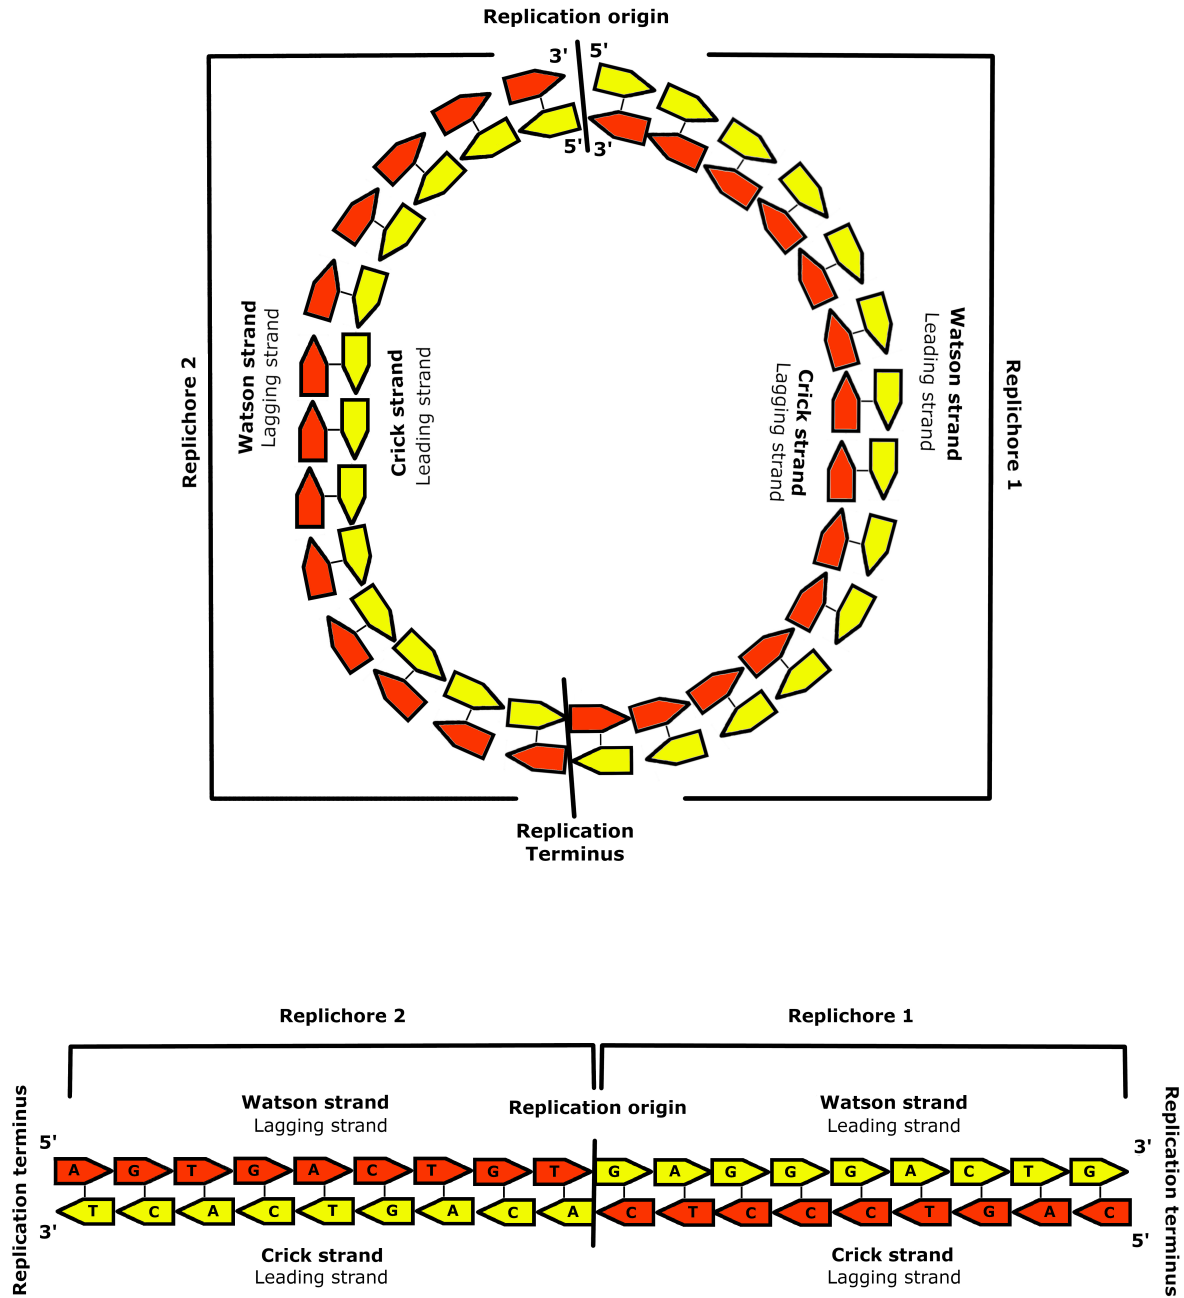 Replication origin
3' 5'
5' 3'
Replichore 2
Watson strand
Lagging strand
Crick strand
Leading strand
Crick strand
Lagging strand
Watson strand
Leading strand
Replichore 1
Replication
Terminus
Replichore 2
Replichore 1
Replication terminus
Watson strand
Lagging strand
Replication origin
Watson strand
Leading strand
Replication terminus
5' 3'
A G T G A C T G T G A G G G A C T G
T C A C T G A C A C T C C C T G A C
3' 5'
Crick strand
Leading strand
Crick strand
Lagging strand